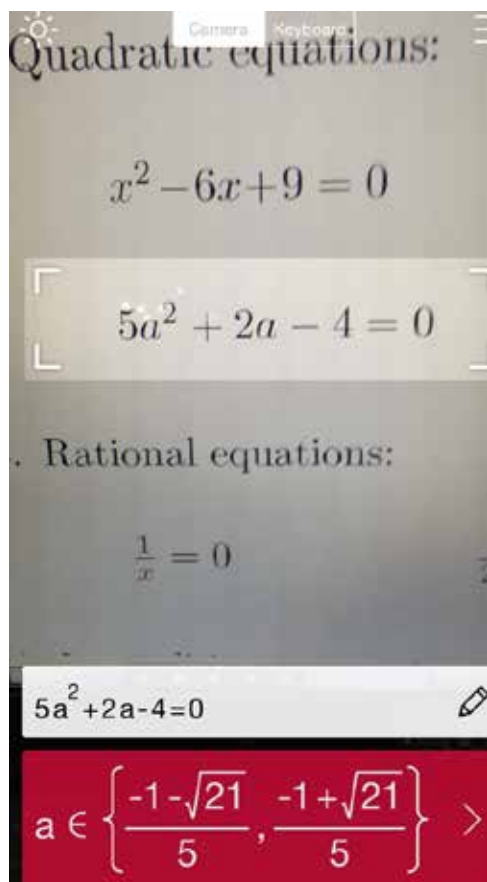 Camera Keyboard
Quadratic equations:
x² − 6x + 9 = 0
5a² + 2a − 4 = 0
. Rational equations:
1/x = 0
5a²+2a-4=0
a ∈ { (-1-√21)/5 , (-1+√21)/5 } >